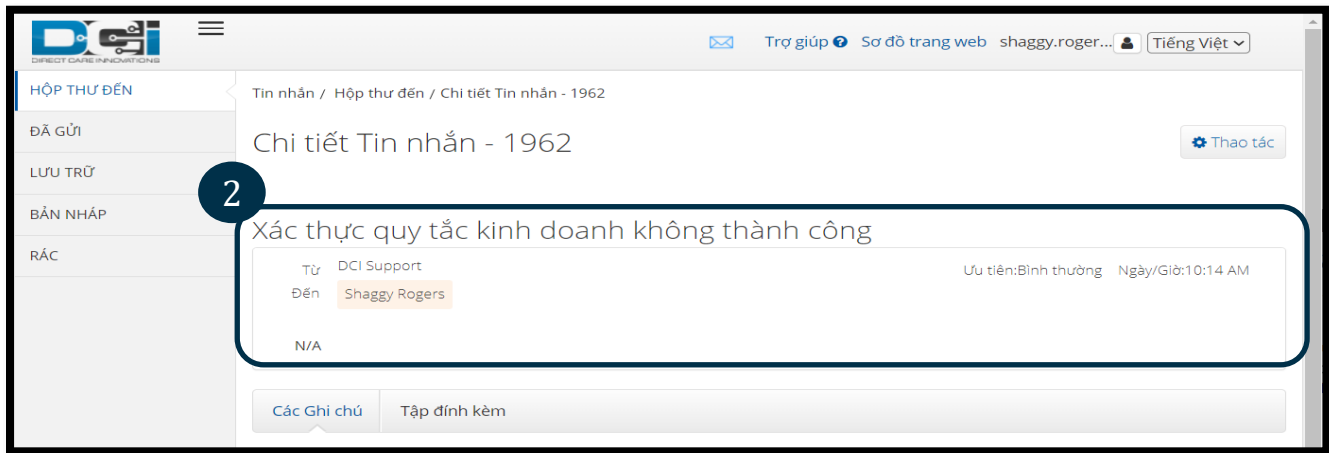 DCI
DIRECT CARE INNOVATIONS
Trợ giúp Sơ đồ trang web shaggy.roger... Tiếng Việt
HỘP THƯ ĐẾN
ĐÃ GỬI
LƯU TRỮ
BẢN NHÁP
RÁC
Tin nhắn / Hộp thư đến / Chi tiết Tin nhắn - 1962
Chi tiết Tin nhắn - 1962
Thao tác
2
Xác thực quy tắc kinh doanh không thành công
Từ DCI Support
Ưu tiên:Bình thường Ngày/Giờ:10:14 AM
Đến Shaggy Rogers
N/A
Các Ghi chú Tập đính kèm